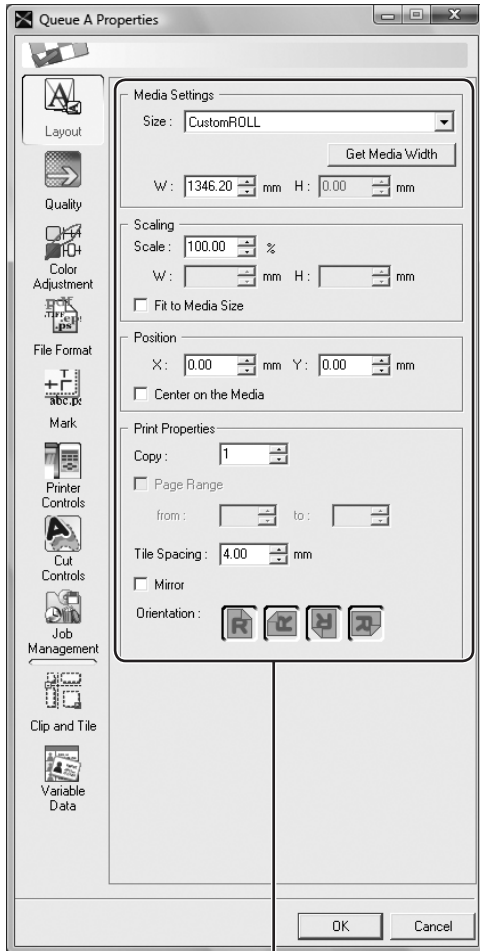 Queue A Properties
Layout
Quality
Color
Adjustment
File Format
Mark
Printer
Controls
Cut
Controls
Job
Management
Clip and Tile
Variable
Data
Media Settings
Size : CustomROLL
Get Media Width
W : 1346.20 mm H : 0.00 mm
Scaling
Scale : 100.00 %
W : mm H : mm
Fit to Media Size
Position
X : 0.00 mm Y : 0.00 mm
Center on the Media
Print Properties
Copy : 1
Page Range
from : to :
Tile Spacing : 4.00 mm
Mirror
Orientation : R R R R
OK Cancel